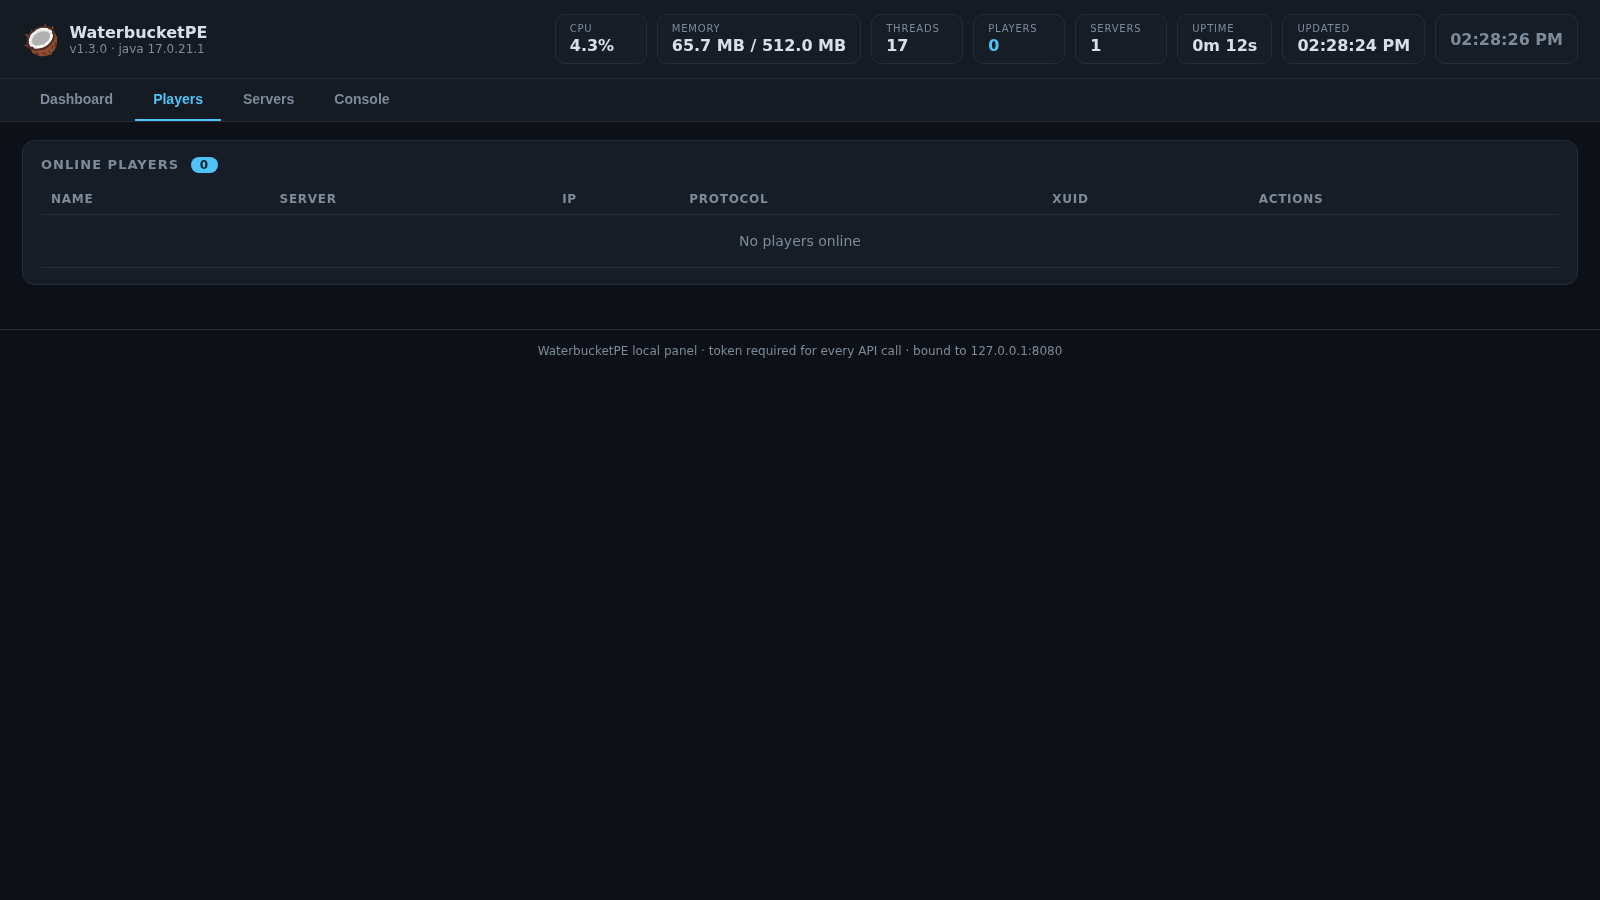 WaterbucketPE
v1.3.0 · java 17.0.21.1
CPU
4.3%
MEMORY
65.7 MB / 512.0 MB
THREADS
17
PLAYERS
0
SERVERS
1
UPTIME
0m 12s
UPDATED
02:28:24 PM
02:28:26 PM
Dashboard Players Servers Console
ONLINE PLAYERS 0
NAME SERVER IP PROTOCOL XUID ACTIONS
No players online
WaterbucketPE local panel · token required for every API call · bound to 127.0.0.1:8080